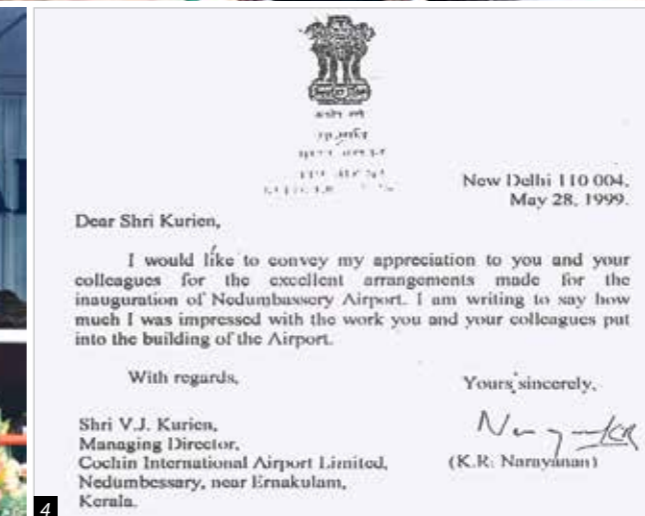 New Delhi 110 004,
May 28, 1999.
Dear Shri Kurien,
I would like to convey my appreciation to you and your
colleagues for the excellent arrangements made for the
inauguration of Nedumbassery Airport. I am writing to say how
much I was impressed with the work you and your colleagues put
into the building of the Airport.
With regards,
Yours sincerely,
Shri V.J. Kurien,
Managing Director,
Cochin International Airport Limited,
(K.R. Narayanan)
Nedumbessary, near Ernakulam,
Kerala.
4